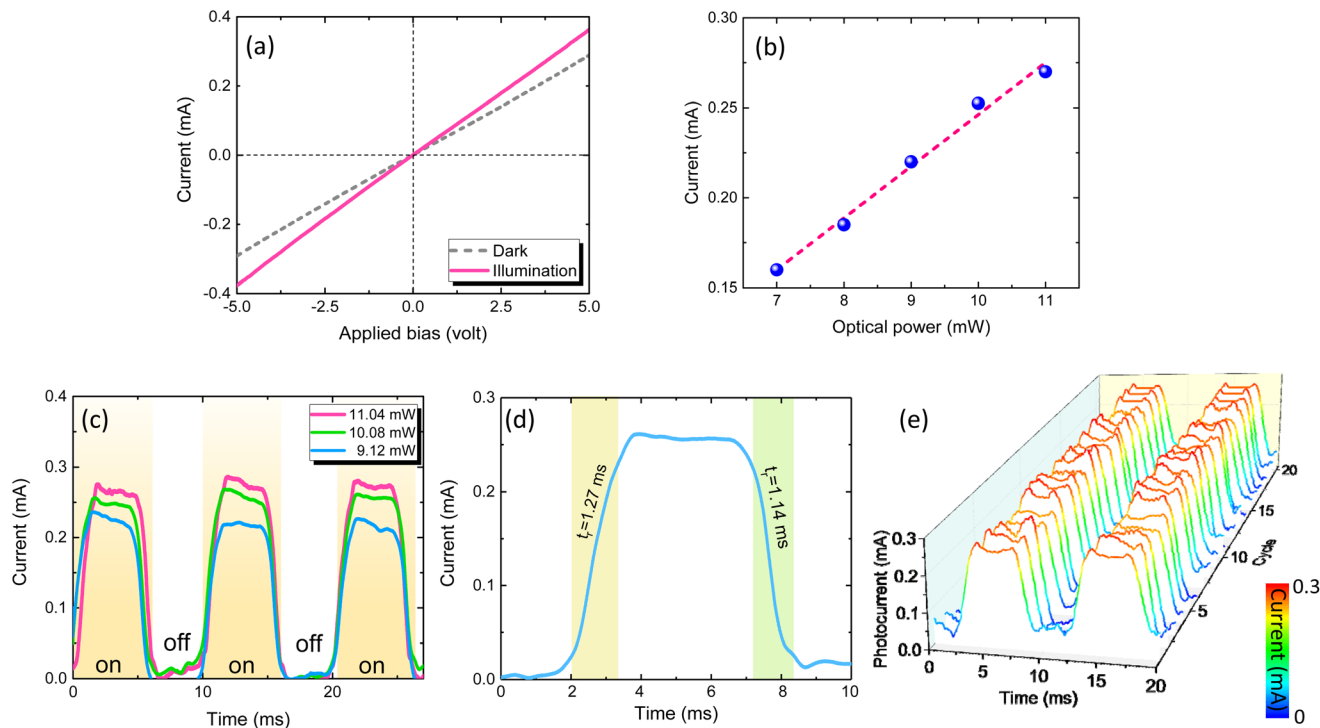 (a)
Current (mA)
0.4
0.2
0.0
-0.2
-0.4
Dark
Illumination
-5.0
-2.5
0.0
2.5
5.0
Applied bias (volt)
(b)
Current (mA)
0.30
0.25
0.20
0.15
7
8
9
10
11
Optical power (mW)
(c)
Current (mA)
0.4
0.3
0.2
0.1
0.0
11.04 mW
10.08 mW
9.12 mW
off
off
on
on
on
0
10
20
Time (ms)
(d)
Current (mA)
0.3
0.2
0.1
0.0
tr=1.27 ms
tr=1.14 ms
0
2
4
6
8
10
Time (ms)
(e)
Photocurrent (mA)
0.3
0.2
0.1
0.0
0
5
10
15
20
Time (ms)
5
10
15
20
Cycle
0.3
Current (mA)
0